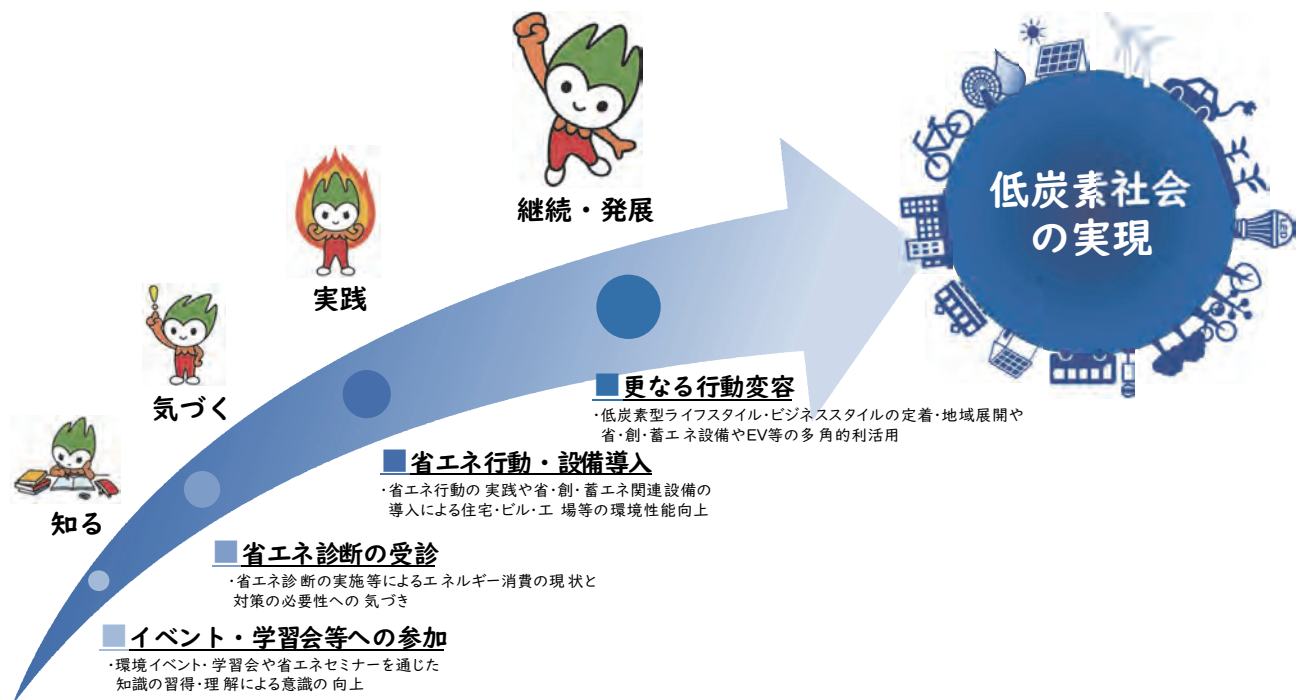 継続・発展
低炭素社会
の実現
実践
気づく
知る
LED
■更なる行動変容
・低炭素型ライフスタイル・ビジネススタイルの定着・地域展開や
省・創・蓄エネ設備やEV等の多角的利活用
■省エネ行動・設備導入
・省エネ行動の実践や省・創・蓄エネ関連設備の
導入による住宅・ビル・工場等の環境性能向上
■省エネ診断の受診
・省エネ診断の実施等によるエネルギー消費の現状と
対策の必要性への気づき
■イベント・学習会等への参加
・環境イベント・学習会や省エネセミナーを通じた
知識の習得・理解による意識の向上